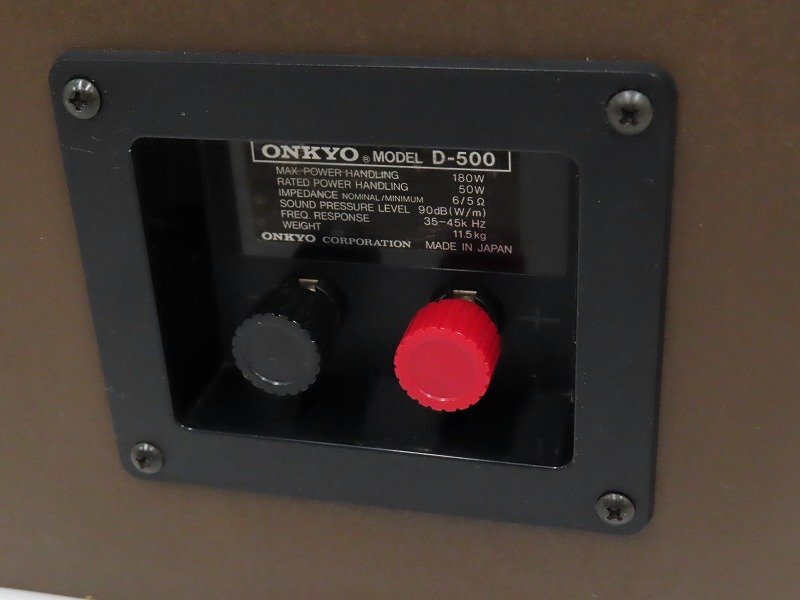 ONKYO ® MODEL D-500
MAX. POWER HANDLING 180W
RATED POWER HANDLING 50W
IMPEDANCE NOMINAL/MINIMUM 6/5 Ω
SOUND PRESSURE LEVEL 90dB(W/m)
FREQ. RESPONSE 35-45k HZ
WEIGHT 11.5kg
ONKYO CORPORATION MADE IN JAPAN
+